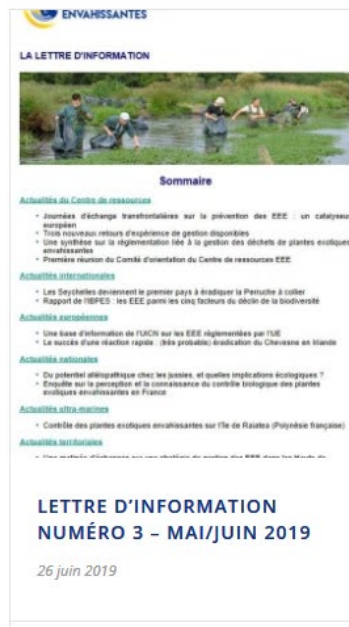 ENVAHISSANTES
LA LETTRE D'INFORMATION
Sommaire
Actualités du Centre de ressources
Journées d'échange transfrontalières sur la prévention des EEE : un catalyseur
européen
Trois nouveaux retours d'expérience de gestion disponibles
Une synthèse sur la réglementation liée à la gestion des déchets de plantes exotiques
envahissantes
Première réunion du Comité d'orientation du Centre de ressources EEE
Actualités internationales
Les Seychelles deviennent le premier pays à éradiquer la Perruche à collier
Rapport de l'IBPES : les EEE parmi les cinq facteurs du déclin de la biodiversité
Actualités européennes
Une base d'information de l'UICN sur les EEE réglementées par l'UE
Le succès d'une réaction rapide : (très probable) éradication du Chevesne en Irlande
Actualités nationales
Du potentiel allélopathique chez les jussies, et quelles implications écologiques ?
Enquête sur la perception et la connaissance du contrôle biologique des plantes
exotiques envahissantes en France
Actualités ultra-marines
Contrôle des plantes exotiques envahissantes sur l'île de Raiatea (Polynésie française)
Actualités territoriales
LETTRE D'INFORMATION
NUMÉRO 3 – MAI/JUIN 2019
26 juin 2019